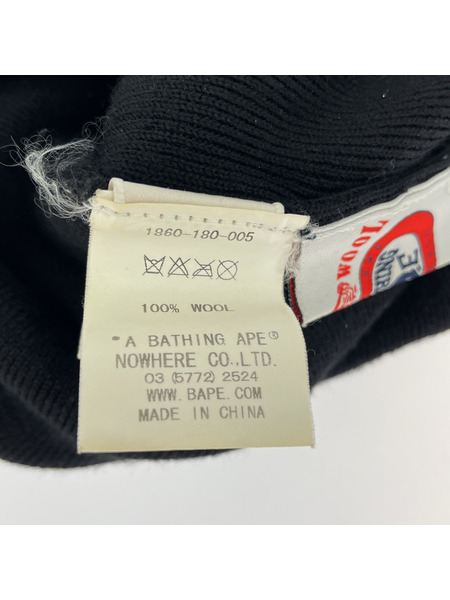 1860-180-005
100% WOOL
"A BATHING APE®
NOWHERE CO.,LTD.
03 (5772) 2524
WWW.BAPE.COM
MADE IN CHINA
WOOL